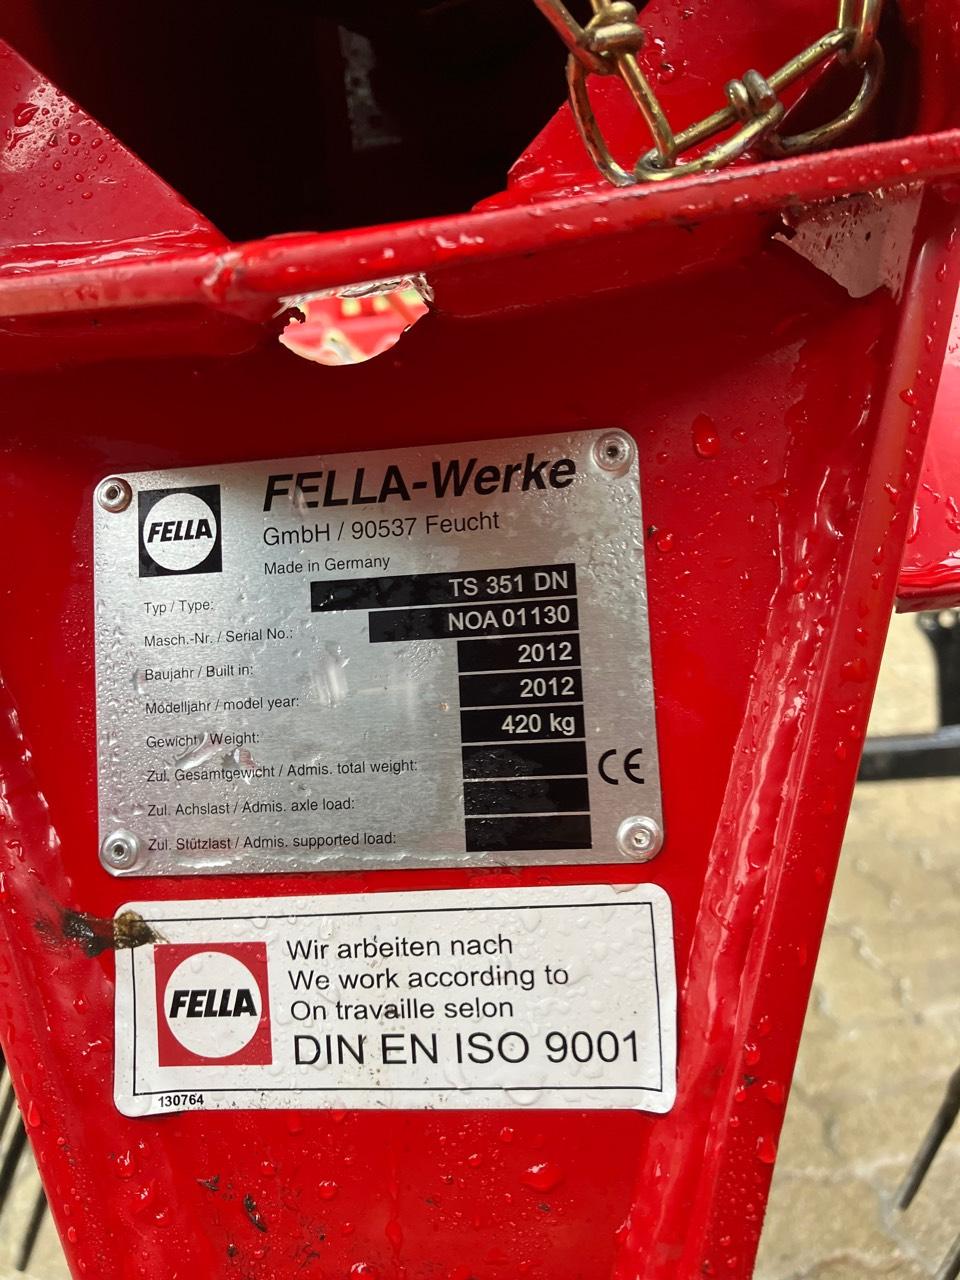 FELLA
FELLA-Werke
GmbH / 90537 Feucht
Made in Germany
Typ / Type: TS 351 DN
Masch.-Nr. / Serial No.: NOA01130
Baujahr / Built in: 2012
Modelljahr / model year: 2012
Gewicht / Weight: 420 kg
Zul. Gesamtgewicht / Admis. total weight:
Zul. Achslast / Admis. axle load:
Zul. Stützlast / Admis. supported load:
CE
FELLA
Wir arbeiten nach
We work according to
On travaille selon
DIN EN ISO 9001
130764